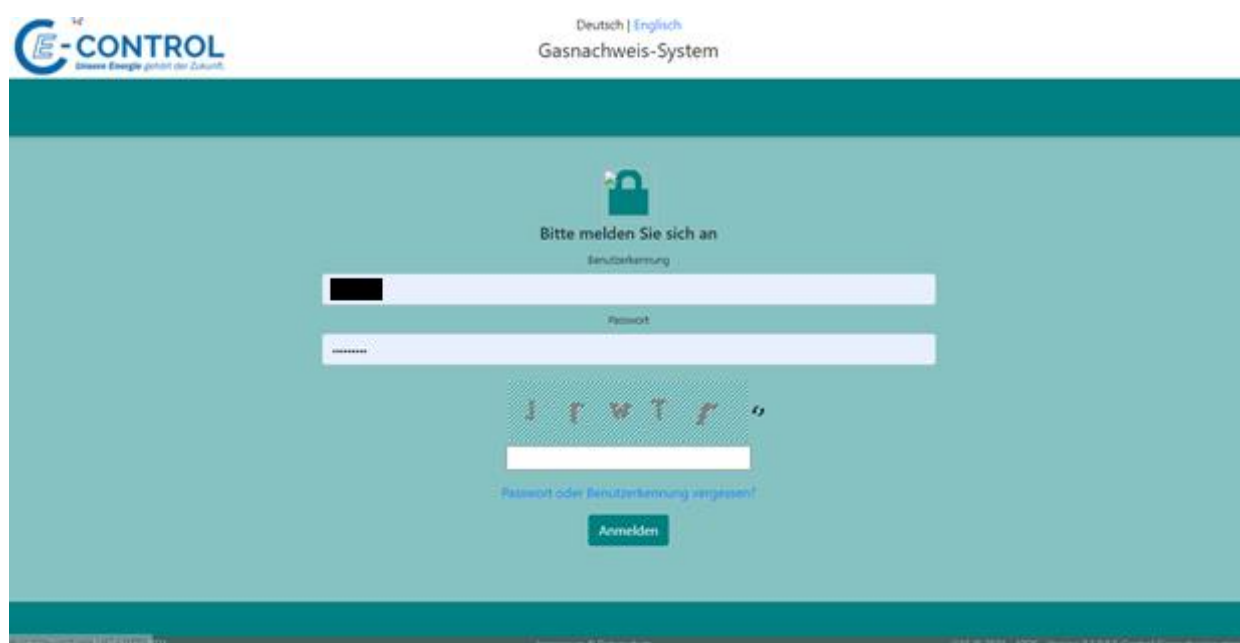 E-CONTROL
Unsere Energie gehört der Zukunft.
Deutsch | Englisch
Gasnachweis-System
Bitte melden Sie sich an
Benutzerkennung
Passwort
r w T r
Passwort oder Benutzerkennung vergessen?
Anmelden